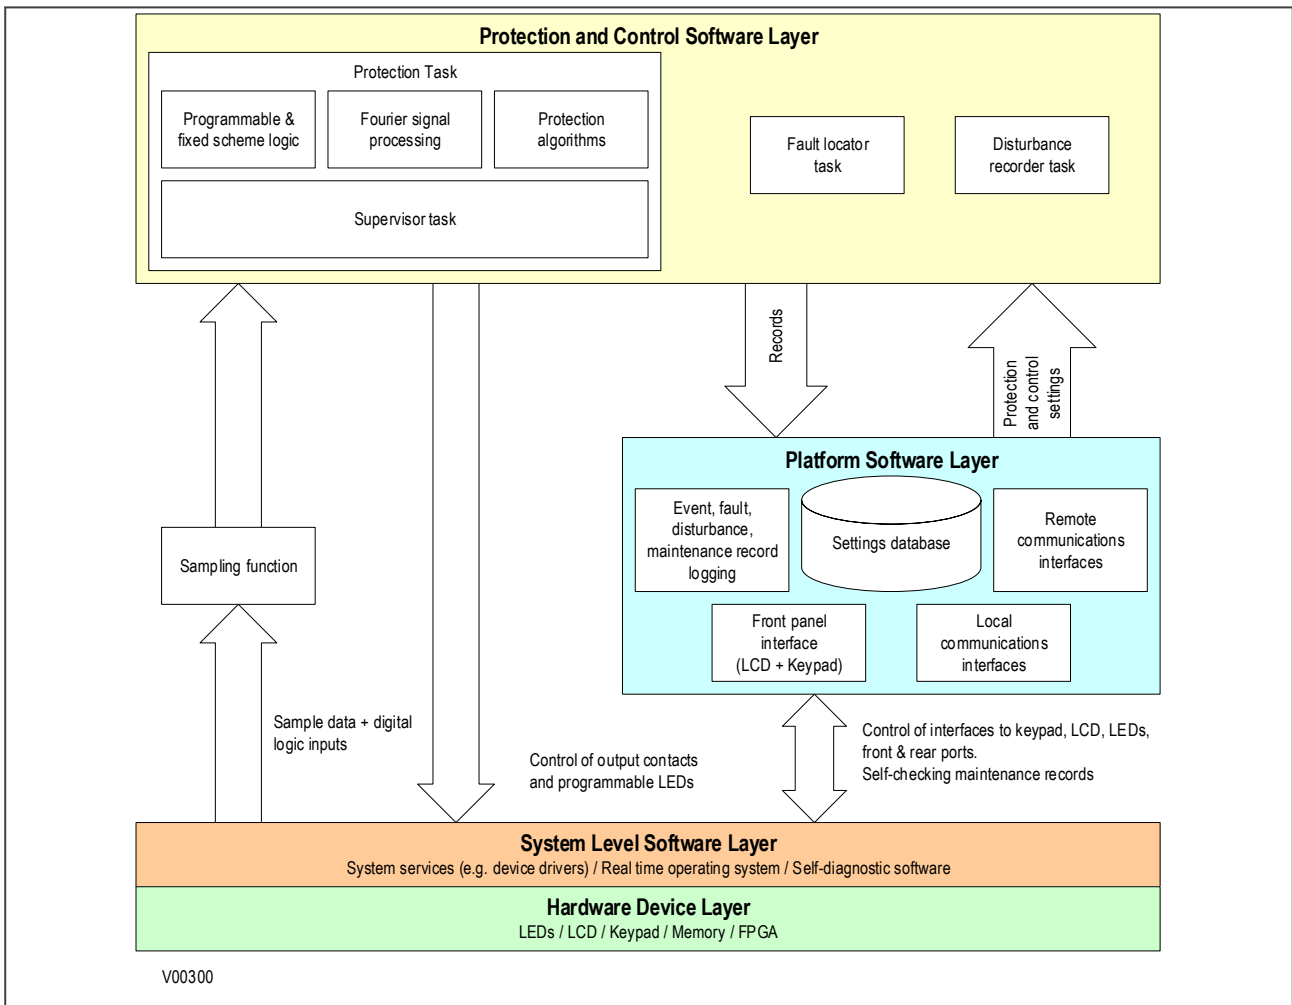 Protection and Control Software Layer
Protection Task
Programmable &
fixed scheme logic
Fourier signal
processing
Protection
algorithms
Supervisor task
Fault locator
task
Disturbance
recorder task
Records
Protection
and control
settings
Platform Software Layer
Event, fault,
disturbance,
maintenance record
logging
Settings database
Remote
communications
interfaces
Front panel
interface
(LCD + Keypad)
Local
communications
interfaces
Sampling function
Sample data + digital
logic inputs
Control of output contacts
and programmable LEDs
Control of interfaces to keypad, LCD, LEDs,
front & rear ports.
Self-checking maintenance records
System Level Software Layer
System services (e.g. device drivers) / Real time operating system / Self-diagnostic software
Hardware Device Layer
LEDs / LCD / Keypad / Memory / FPGA
V00300